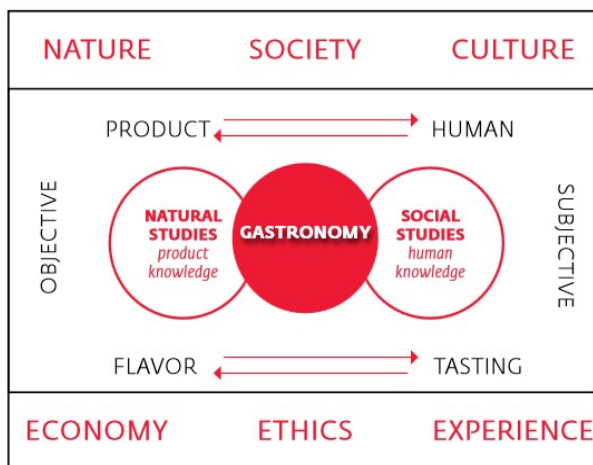 NATURE SOCIETY CULTURE
PRODUCT HUMAN
OBJECTIVE
NATURAL
STUDIES
product
knowledge
GASTRONOMY
SOCIAL
STUDIES
human
knowledge
SUBJECTIVE
FLAVOR TASTING
ECONOMY ETHICS EXPERIENCE